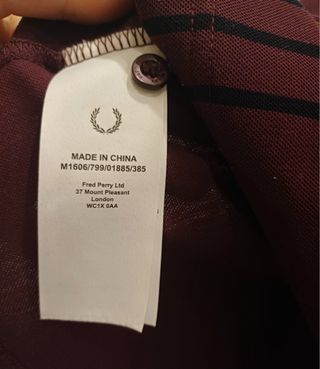 MADE IN CHINA
M1606/799/01885/385
Fred Perry Ltd
37 Mount Pleasant
London
WC1X 0AA